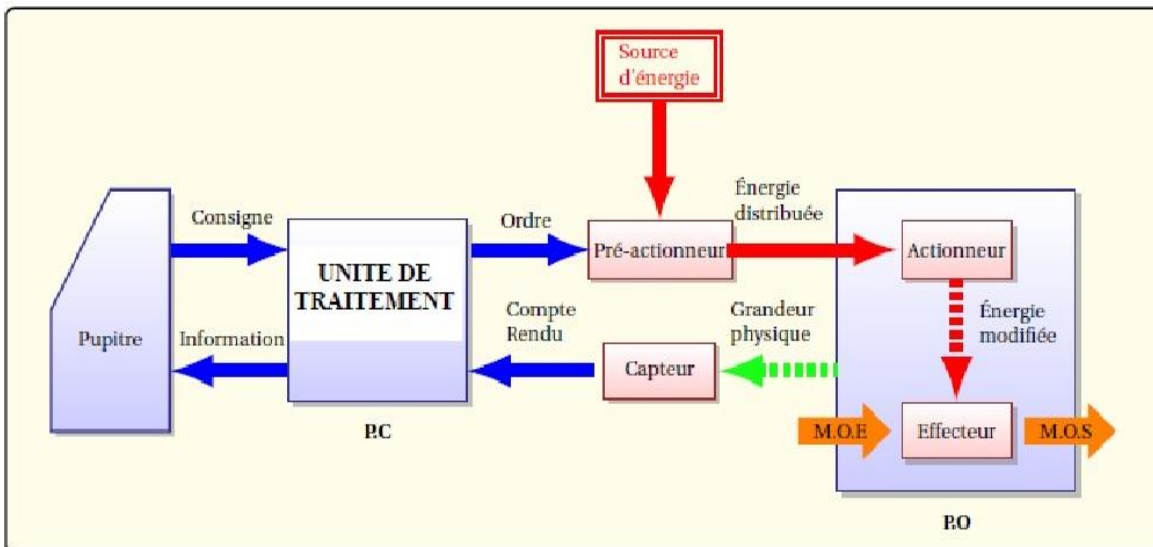 Source
d'énergie
Consigne
Ordre
Énergie
distribuée
UNITE DE
TRAITEMENT
Pré-actionneur
Actionneur
Pupitre
Information
Compte
Rendu
Grandeur
physique
Énergie
modifiée
Capteur
P.C
M.O.E
Effecteur
M.O.S
P.O